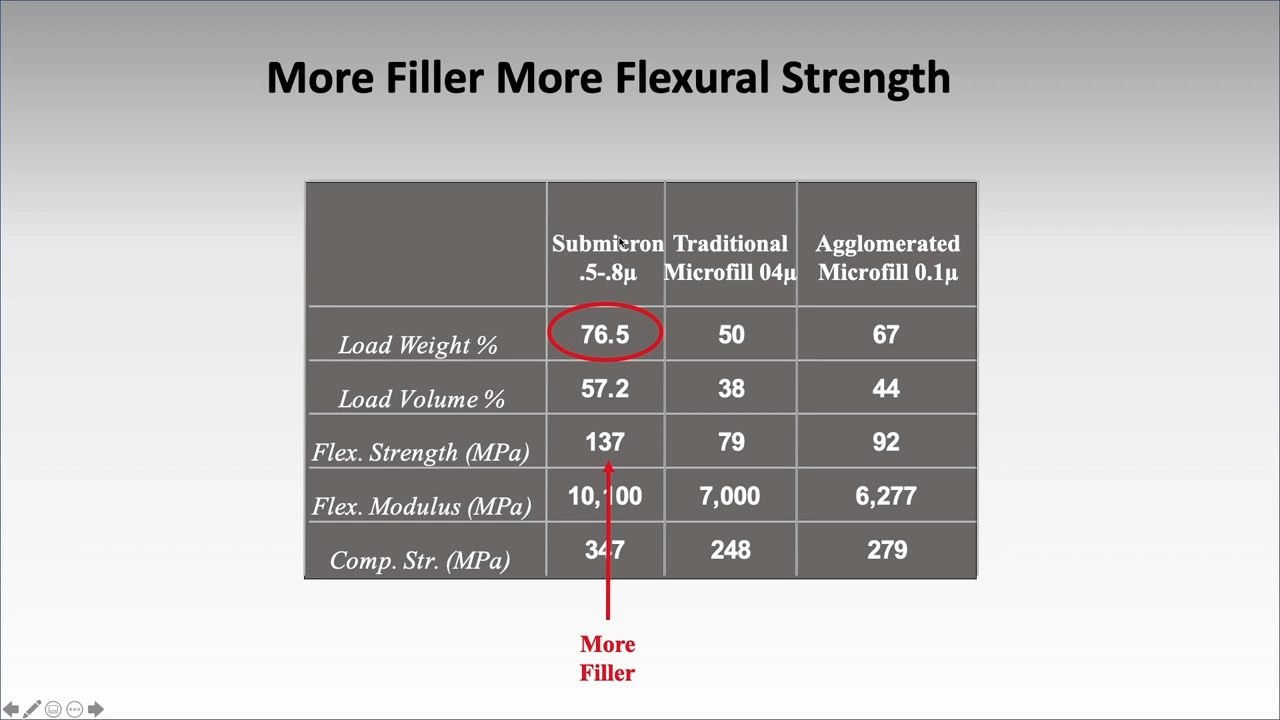 More Filler More Flexural Strength
Submicron Traditional Agglomerated
.5-.8µ Microfill 04µ Microfill 0.1µ
Load Weight % 76.5 50 67
Load Volume % 57.2 38 44
Flex. Strength (MPa) 137 79 92
Flex. Modulus (MPa) 10,100 7,000 6,277
Comp. Str. (MPa) 347 248 279
More
Filler